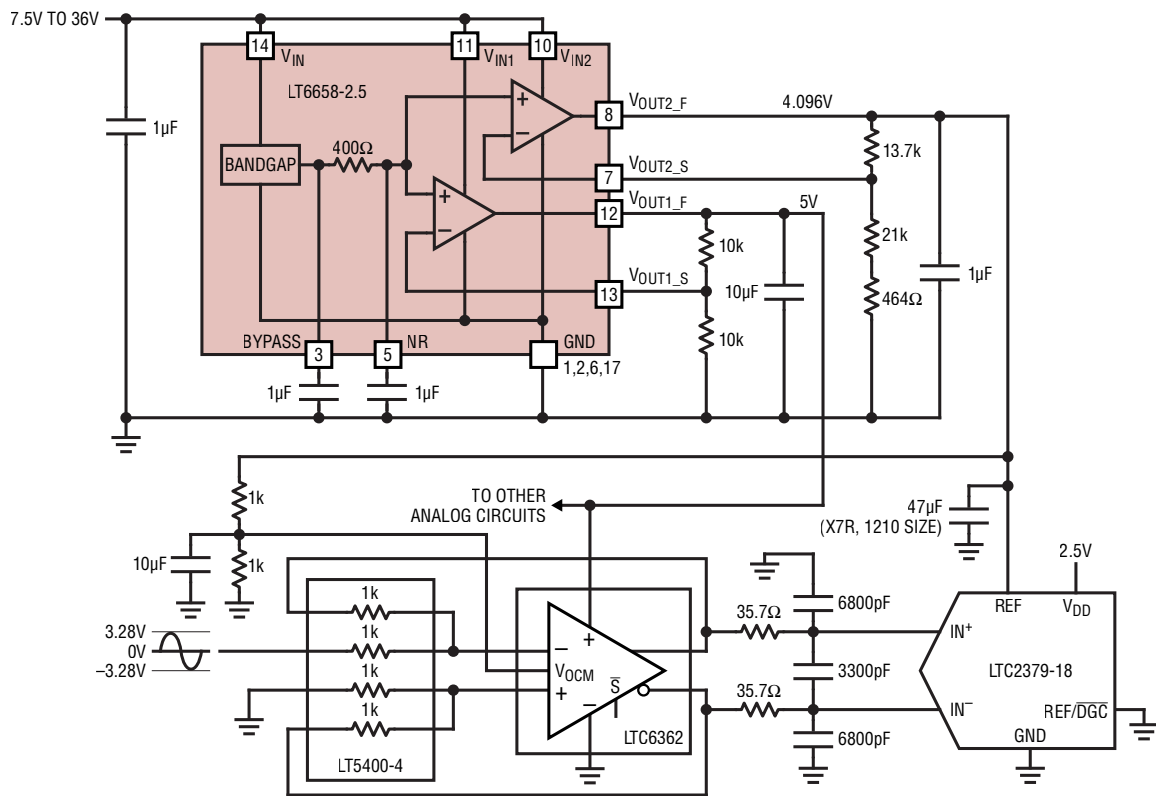 7.5V TO 36V
14
VIN
11
VIN1
10
VIN2
LT6658-2.5
1µF
BANDGAP
400Ω
+
−
+
−
8
VOUT2_F
4.096V
7
VOUT2_S
12
VOUT1_F
5V
13
VOUT1_S
13.7k
21k
464Ω
1µF
10k
10k
10µF
BYPASS
3
5
NR
GND
1,2,6,17
1µF
1µF
1k
1k
10µF
TO OTHER
ANALOG CIRCUITS
47µF
(X7R, 1210 SIZE)
2.5V
3.28V
0V
−3.28V
1k
1k
1k
1k
LT5400-4
−
VOCM
+
+
−
S̅
LTC6362
35.7Ω
35.7Ω
6800pF
3300pF
6800pF
REF
VDD
IN+
IN−
LTC2379-18
REF/D̅G̅C̅
GND